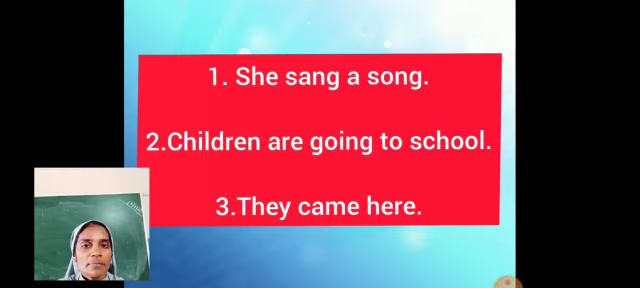 1. She sang a song.
2.Children are going to school.
3.They came here.